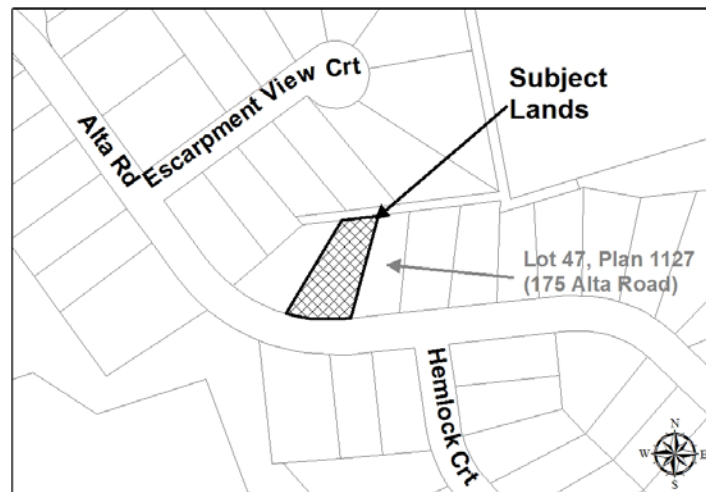 Escarpment View Crt
Subject
Lands
Alta Rd
Lot 47, Plan 1127
(175 Alta Road)
Hemlock Crt
N
W E
S